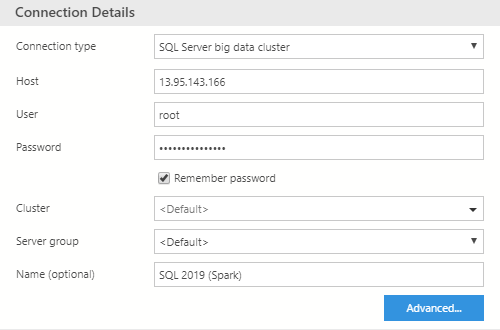 Connection Details
Connection type SQL Server big data cluster
Host 13.95.143.166
User root
Password •••••••••••••••
Remember password
Cluster <Default>
Server group <Default>
Name (optional) SQL 2019 (Spark)
Advanced...